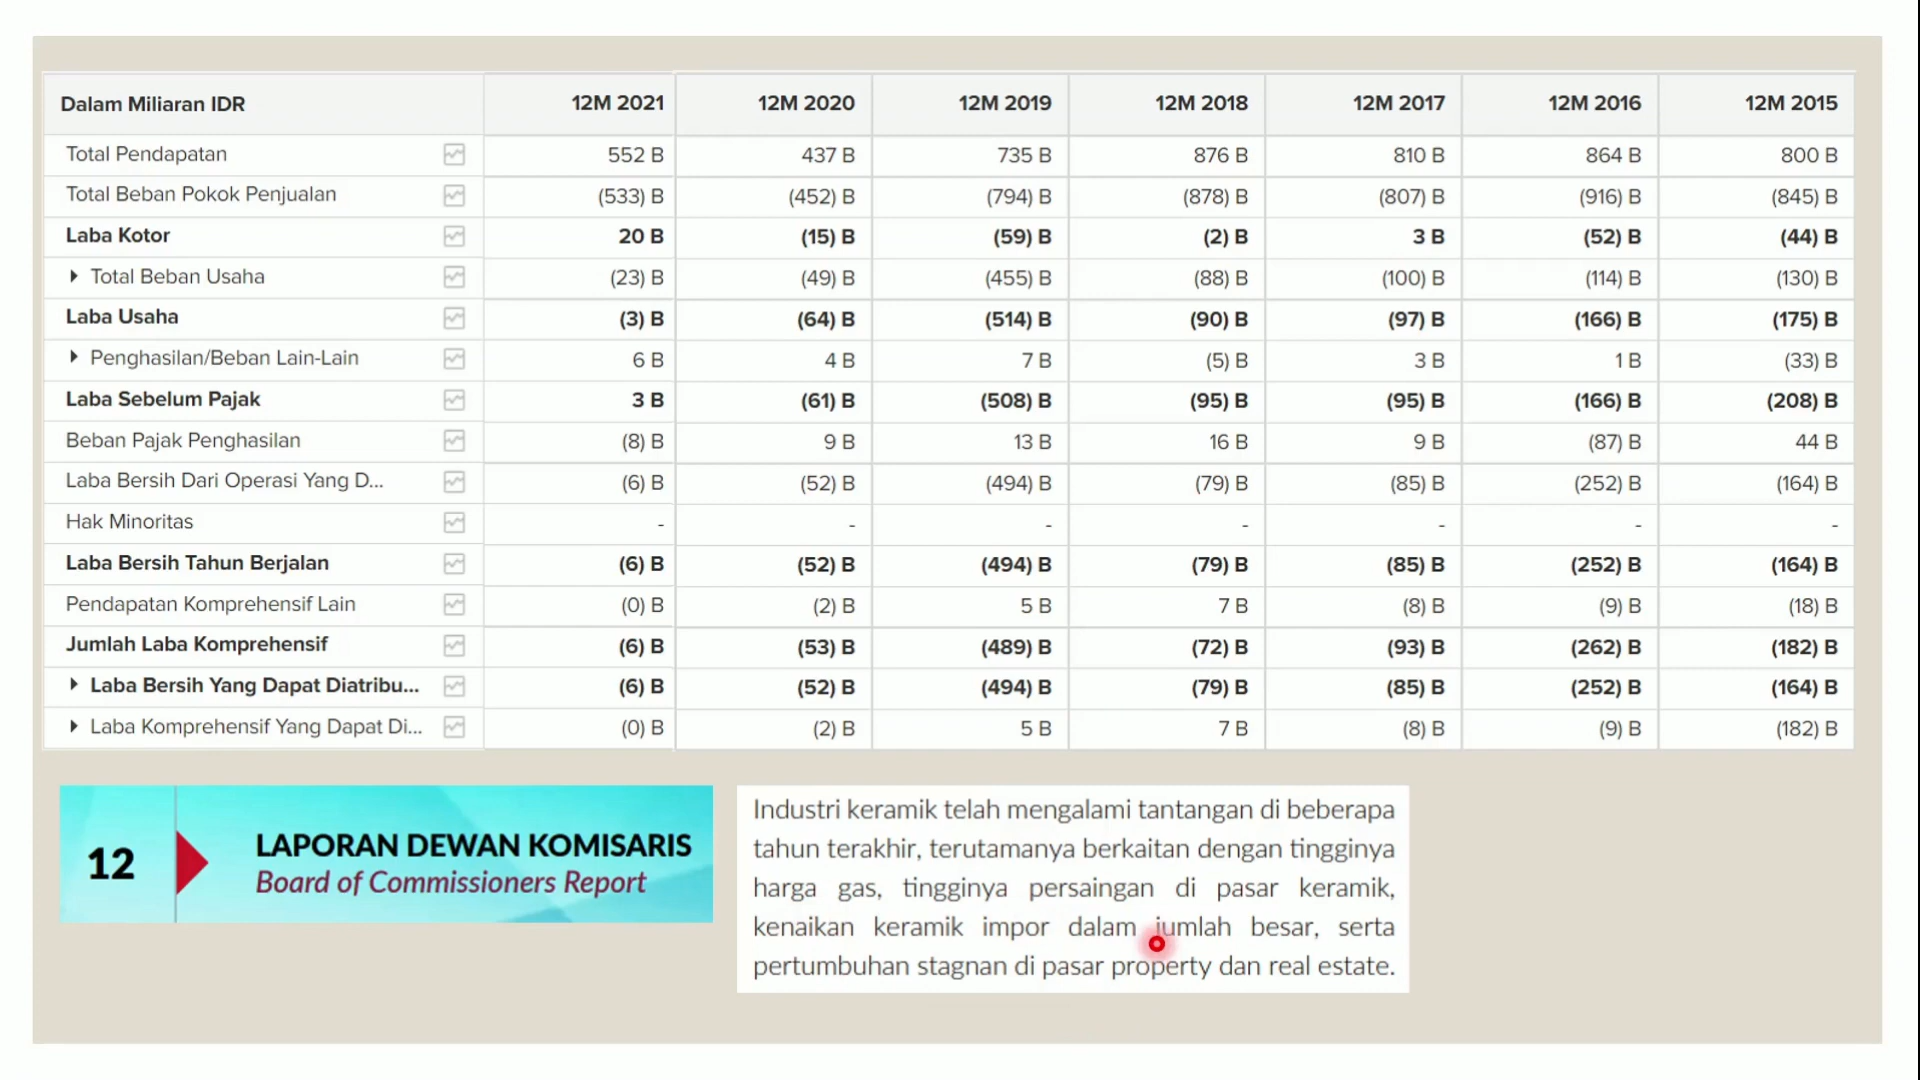 Dalam Miliaran IDR 12M 2021 12M 2020 12M 2019 12M 2018 12M 2017 12M 2016 12M 2015
Total Pendapatan 552 B 437 B 735 B 876 B 810 B 864 B 800 B
Total Beban Pokok Penjualan (533) B (452) B (794) B (878) B (807) B (916) B (845) B
Laba Kotor 20 B (15) B (59) B (2) B 3 B (52) B (44) B
Total Beban Usaha (23) B (49) B (455) B (88) B (100) B (114) B (130) B
Laba Usaha (3) B (64) B (514) B (90) B (97) B (166) B (175) B
Penghasilan/Beban Lain-Lain 6 B 4 B 7 B (5) B 3 B 1 B (33) B
Laba Sebelum Pajak 3 B (61) B (508) B (95) B (95) B (166) B (208) B
Beban Pajak Penghasilan (8) B 9 B 13 B 16 B 9 B (87) B 44 B
Laba Bersih Dari Operasi Yang D... (6) B (52) B (494) B (79) B (85) B (252) B (164) B
Hak Minoritas - - - - - - -
Laba Bersih Tahun Berjalan (6) B (52) B (494) B (79) B (85) B (252) B (164) B
Pendapatan Komprehensif Lain (0) B (2) B 5 B 7 B (8) B (9) B (18) B
Jumlah Laba Komprehensif (6) B (53) B (489) B (72) B (93) B (262) B (182) B
Laba Bersih Yang Dapat Diatribu... (6) B (52) B (494) B (79) B (85) B (252) B (164) B
Laba Komprehensif Yang Dapat Di... (0) B (2) B 5 B 7 B (8) B (9) B (182) B
12
LAPORAN DEWAN KOMISARIS
Board of Commissioners Report
Industri keramik telah mengalami tantangan di beberapa
tahun terakhir, terutamanya berkaitan dengan tingginya
harga gas, tingginya persaingan di pasar keramik,
kenaikan keramik impor dalam jumlah besar, serta
pertumbuhan stagnan di pasar property dan real estate.